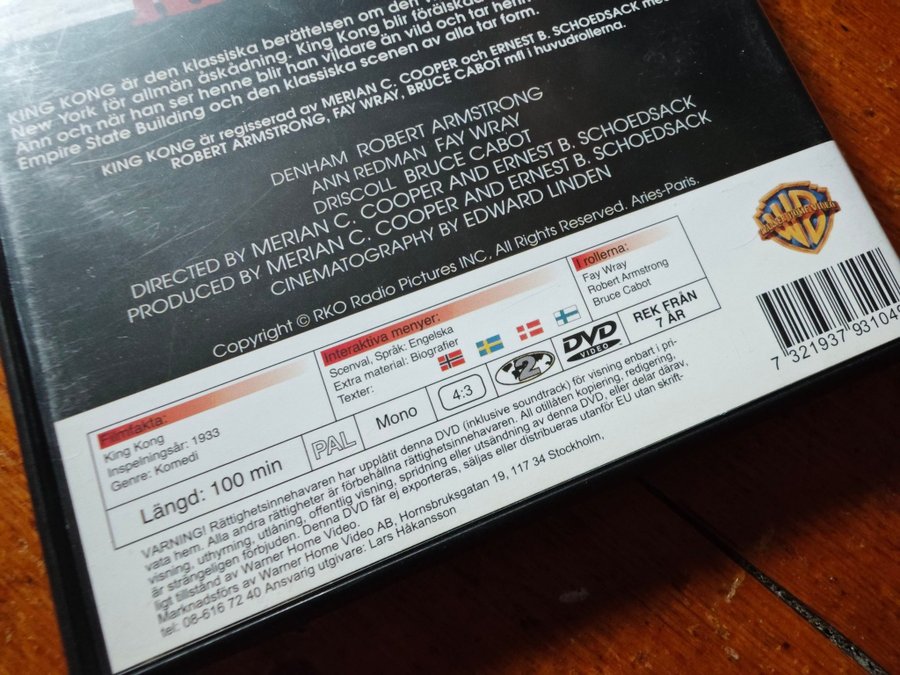 KING KONG är den klassiska berättelsen om den
New York för allmän åskådning. King Kong blir förälska
Ann och när han ser henne blir han vildare än vild och tar henn
Empire State Building och den klassiska scenen av alla tar form.
KING KONG är regisserad av MERIAN C. COOPER och ERNEST B. SCHOEDSACK med
ROBERT ARMSTRONG, FAY WRAY, BRUCE CABOT mfl i huvudrollerna.
DENHAM ROBERT ARMSTRONG
ANN REDMAN FAY WRAY
DRISCOLL BRUCE CABOT
DIRECTED BY MERIAN C. COOPER AND ERNEST B. SCHOEDSACK
PRODUCED BY MERIAN C. COOPER AND ERNEST B. SCHOEDSACK
CINEMATOGRAPHY BY EDWARD LINDEN
Copyright © RKO Radio Pictures INC. All Rights Reserved. Aries-Paris.
WB
WARNER HOME VIDEO
Filmfakta:
King Kong
Inspelningsår: 1933
Genre: Komedi
Interaktiva menyer:
Scenval, Språk: Engelska
Extra material: Biografier
Texter:
I rollerna:
Fay Wray
Robert Armstrong
Bruce Cabot
Längd: 100 min
PAL
Mono
4:3
2
DVD
VIDEO
REK FRÅN
7 ÅR
7 321937 93104
VARNING! Rättighetsinnehavaren har upplåtit denna DVD (inklusive soundtrack) för visning enbart i pri-
vata hem. Alla andra rättigheter är förbehållna rättighetsinnehavaren. All otillåten kopiering, redigering,
visning, uthyrning, utlåning, offentlig visning, spridning eller utsändning av denna DVD, eller delar därav,
är strängeligen förbjuden. Denna DVD får ej exporteras, säljas eller distribueras utanför EU utan skrift-
ligt tillstånd av Warner Home Video.
Marknadsförs av Warner Home Video AB, Hornsbruksgatan 19, 117 34 Stockholm,
tel: 08-616 72 40 Ansvarig utgivare: Lars Håkansson